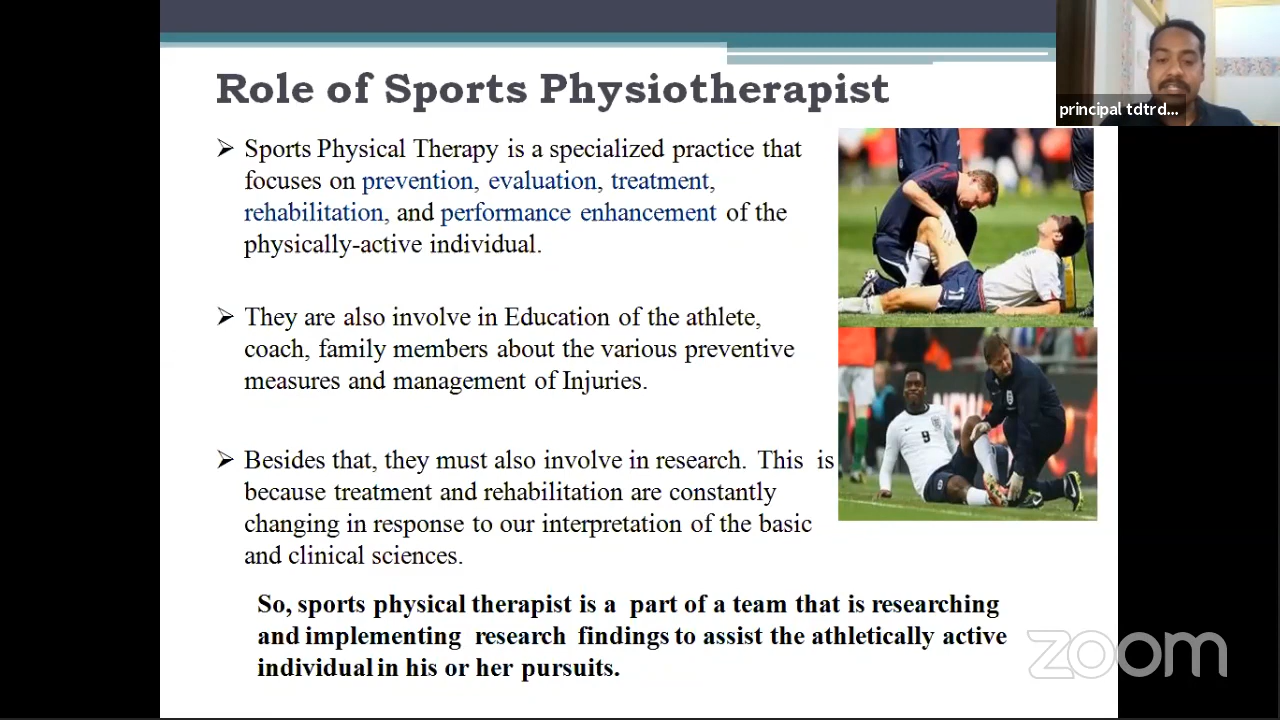 Role of Sports Physiotherapist
principal tdtrd...
➢ Sports Physical Therapy is a specialized practice that
focuses on prevention, evaluation, treatment,
rehabilitation, and performance enhancement of the
physically-active individual.
➢ They are also involve in Education of the athlete,
coach, family members about the various preventive
measures and management of Injuries.
➢ Besides that, they must also involve in research. This is
because treatment and rehabilitation are constantly
changing in response to our interpretation of the basic
and clinical sciences.
So, sports physical therapist is a part of a team that is researching
and implementing research findings to assist the athletically active
individual in his or her pursuits.
9
zoom